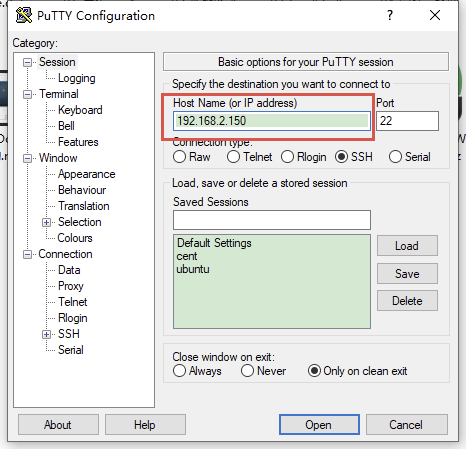 PuTTY Configuration
?
×
Category:
Session
Logging
Terminal
Keyboard
Bell
Features
Window
Appearance
Behaviour
Translation
Selection
Colours
Connection
Data
Proxy
Telnet
Rlogin
SSH
Serial
Basic options for your PuTTY session
Specify the destination you want to connect to
Host Name (or IP address) Port
192.168.2.150 22
Connection type:
Raw Telnet Rlogin SSH Serial
Load, save or delete a stored session
Saved Sessions
Default Settings
cent
ubuntu
Load
Save
Delete
Close window on exit:
Always Never Only on clean exit
About Help Open Cancel